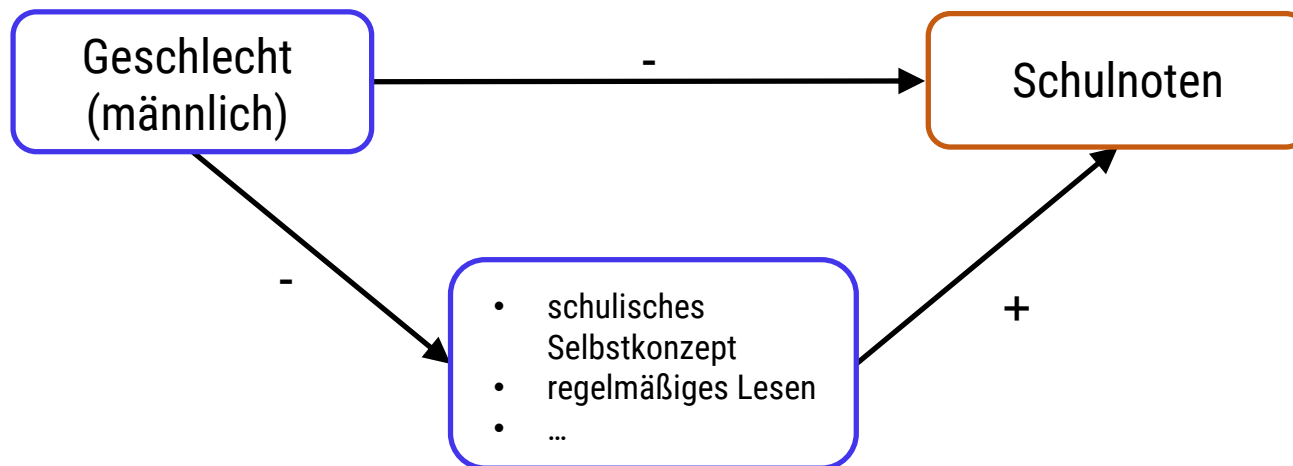 Geschlecht
(männlich)
-
Schulnoten
-
• schulisches
Selbstkonzept
• regelmäßiges Lesen
• …
+